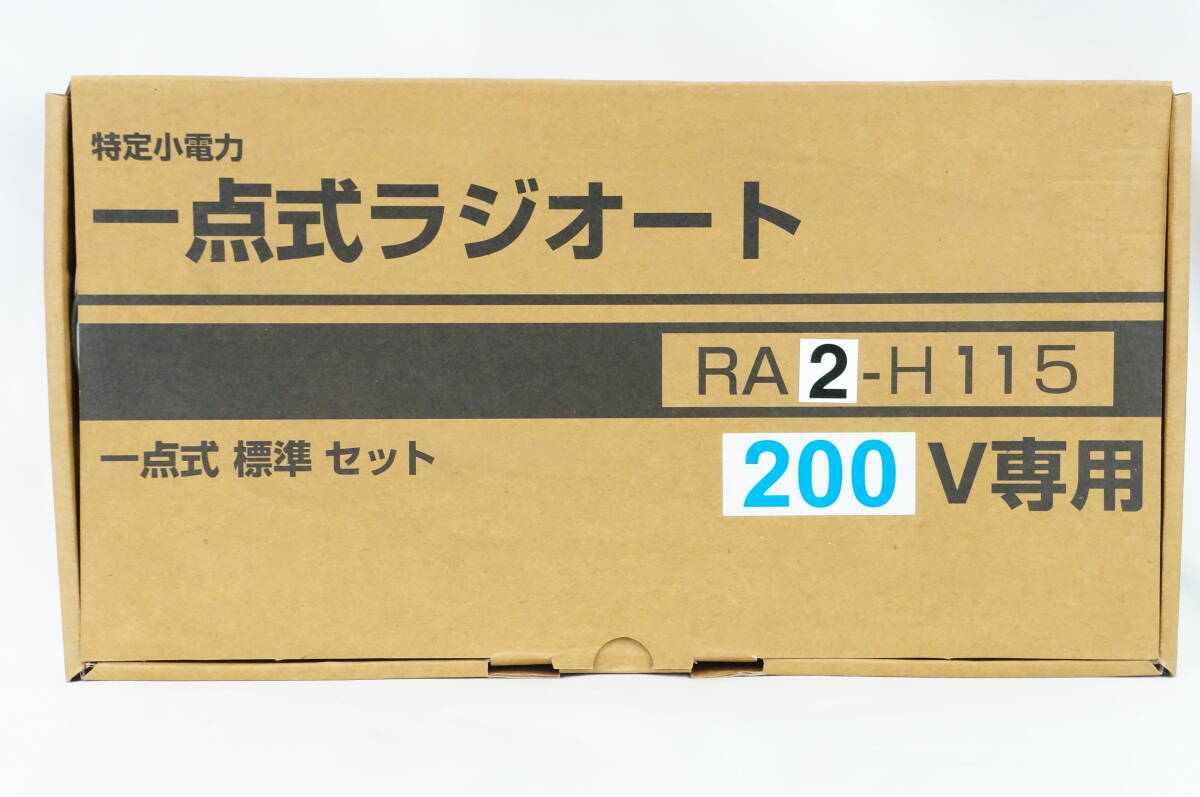 特定小電力
一点式ラジオート
RA2-H115
一点式 標準 セット
200V専用